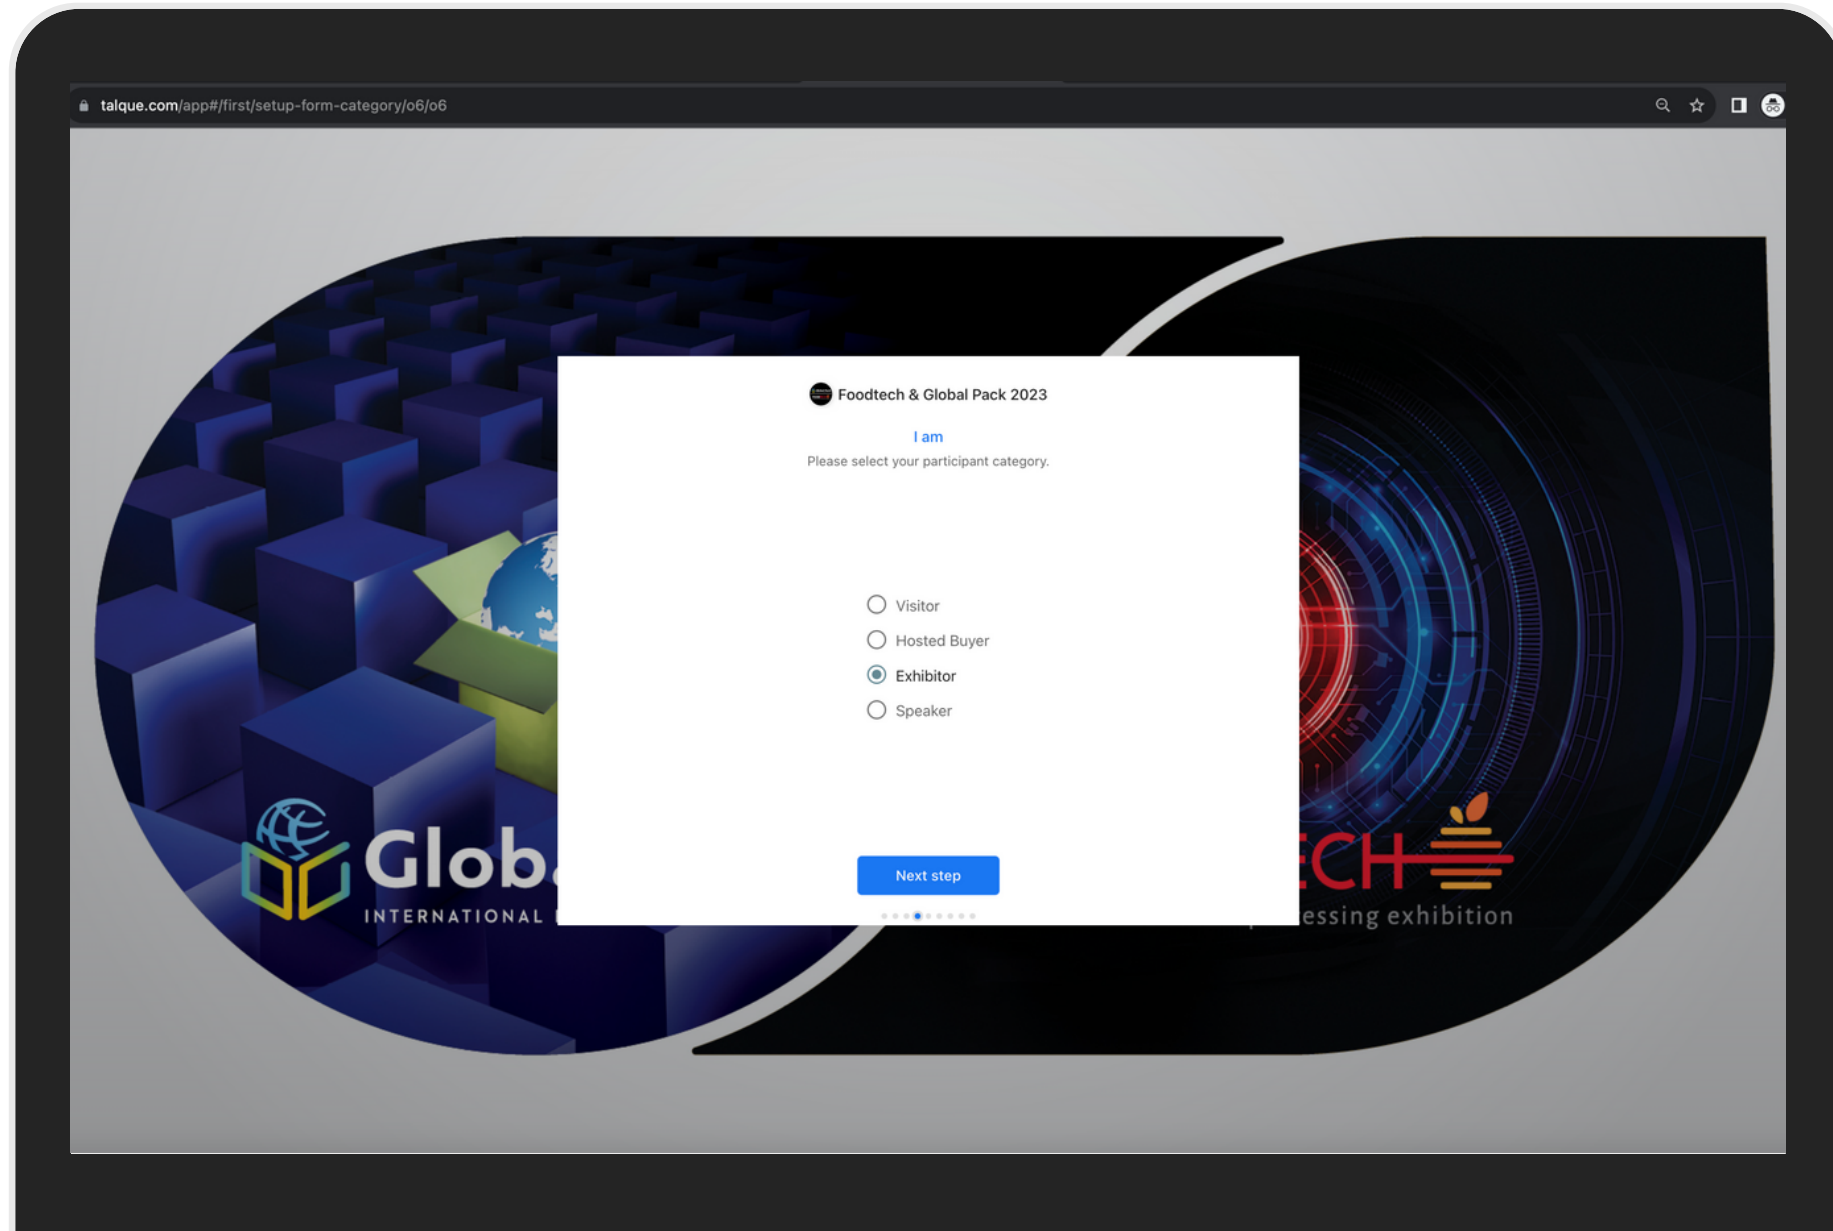 talque.com/app#/first/setup-form-category/o6/o6
Foodtech & Global Pack 2023
I am
Please select your participant category.
Visitor
Hosted Buyer
Exhibitor
Speaker
Next step
Glob
ECH
INTERNATIONAL
essing exhibition